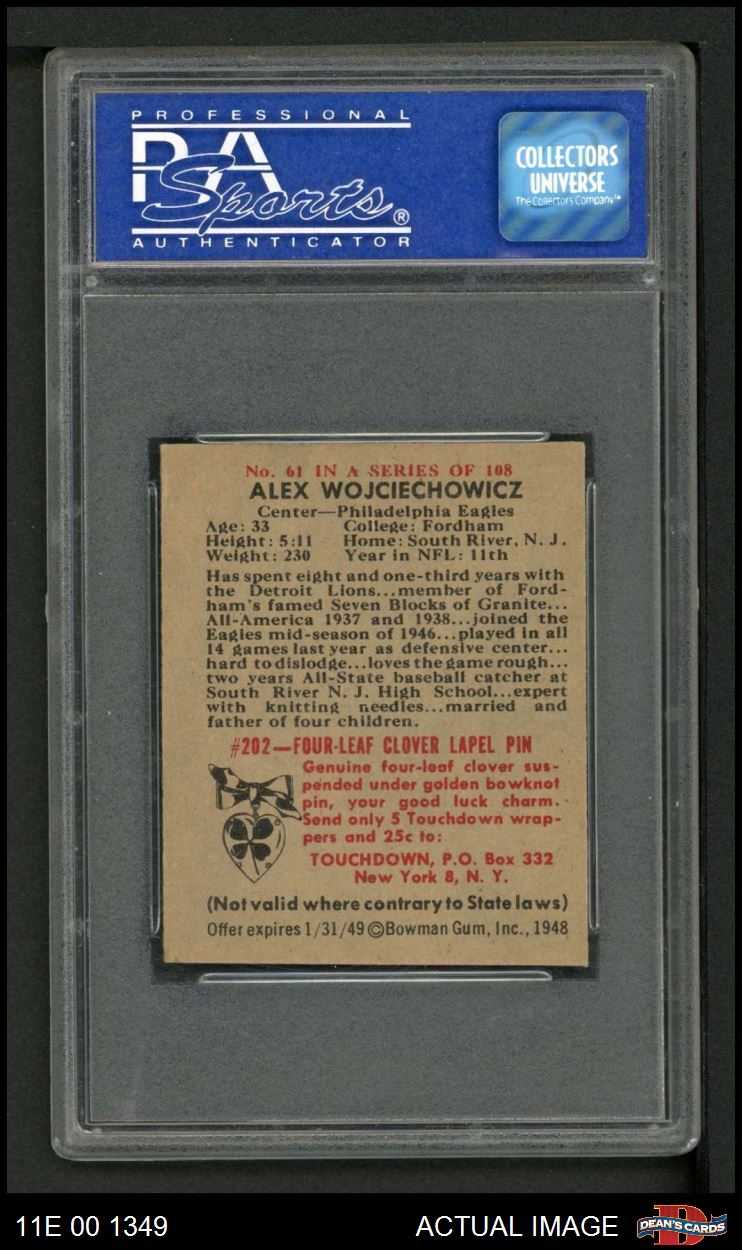 PROFESSIONAL
PSA
Sports®
AUTHENTICATOR
COLLECTORS
UNIVERSE
The Collectors Company™
No. 61 IN A SERIES OF 108
ALEX WOJCIECHOWICZ
Center—Philadelphia Eagles
Age: 33 College: Fordham
Height: 5:11 Home: South River, N. J.
Weight: 230 Year in NFL: 11th
Has spent eight and one-third years with
the Detroit Lions...member of Ford-
ham's famed Seven Blocks of Granite...
All-America 1937 and 1938...joined the
Eagles mid-season of 1946...played in all
14 games last year as defensive center...
hard to dislodge...loves the game rough...
two years All-State baseball catcher at
South River N. J. High School...expert
with knitting needles...married and
father of four children.
#202—FOUR-LEAF CLOVER LAPEL PIN
Genuine four-leaf clover sus-
pended under golden bowknot
pin, your good luck charm.
Send only 5 Touchdown wrap-
pers and 25c to:
TOUCHDOWN, P.O. Box 332
New York 8, N. Y.
(Not valid where contrary to State laws)
Offer expires 1/31/49 ©Bowman Gum, Inc., 1948
11E 00 1349 ACTUAL IMAGE
DEAN'S CARDS